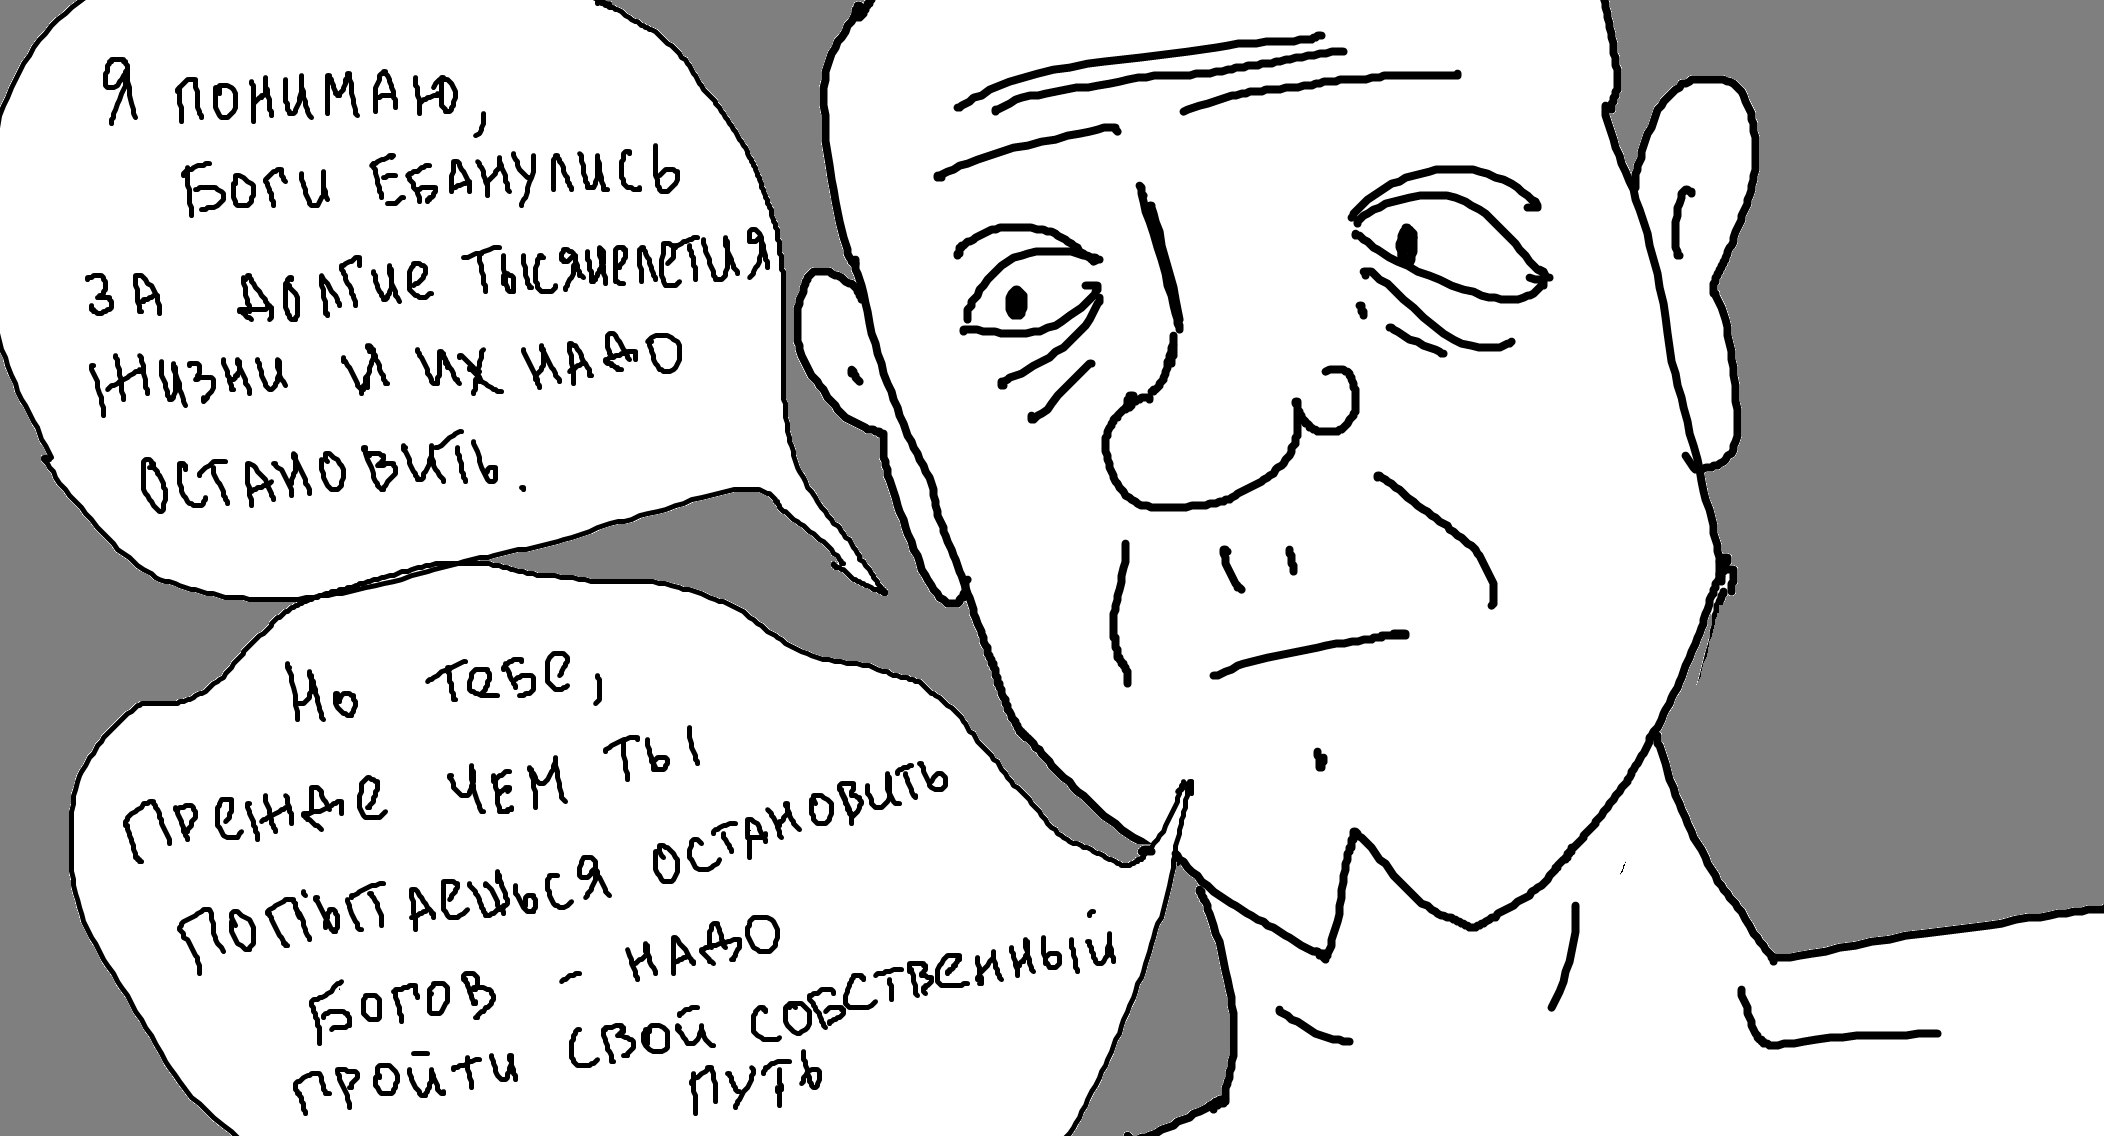 Я ПОНИМАЮ,
БОГИ ЕБАНУЛИСЬ
ЗА ДОЛГИЕ ТЫСЯЧЕЛЕТИЯ
ЖИЗНИ И ИХ НАДО
ОСТАНОВИТЬ.
НО ТЕБЕ,
ПРЕЖДЕ ЧЕМ ТЫ
ПОПЫТАЕШЬСЯ ОСТАНОВИТЬ
БОГОВ - НАДО
ПРОЙТИ СВОЙ СОБСТВЕННЫЙ
ПУТЬ